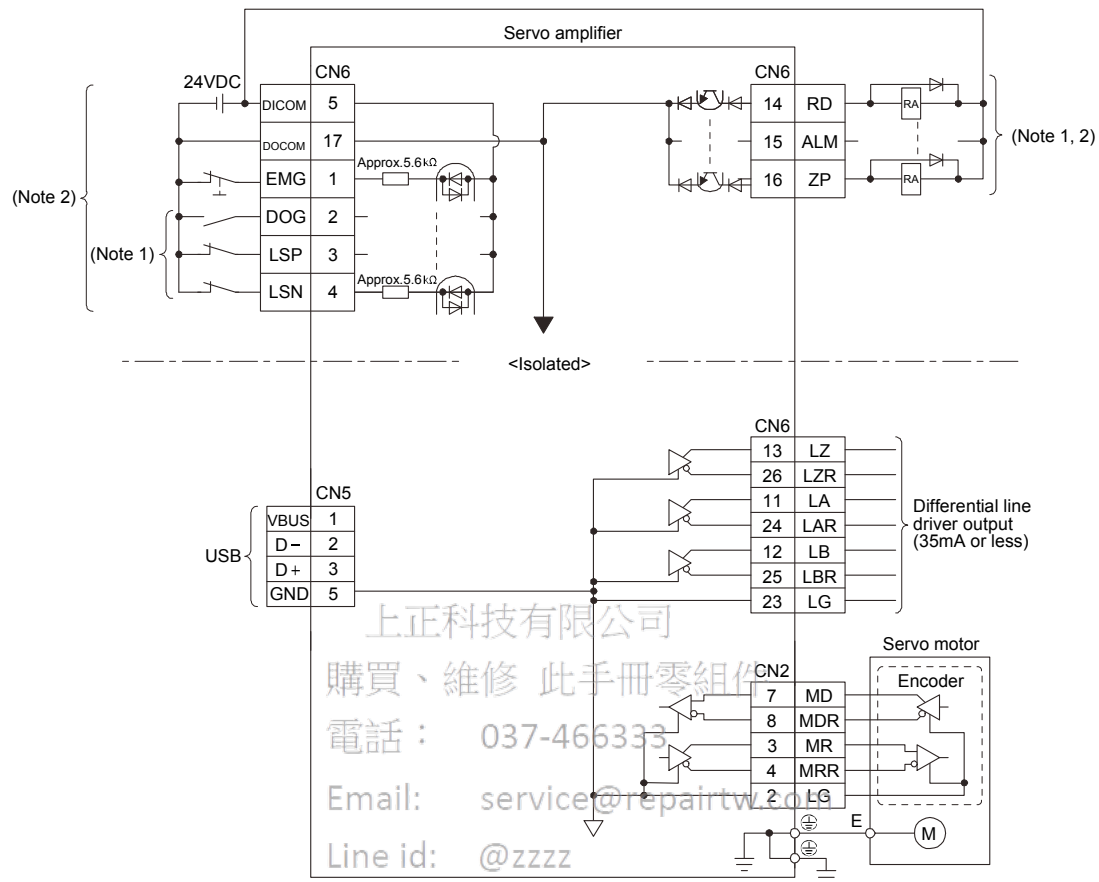 Servo amplifier
24VDC
CN6
DICOM 5
DOCOM 17
EMG 1
DOG 2
LSP 3
LSN 4
(Note 2)
(Note 1)
Approx.5.6kΩ
Approx.5.6kΩ
CN6
14 RD
15 ALM
16 ZP
RA
RA
(Note 1, 2)
<Isolated>
CN5
VBUS 1
D− 2
D+ 3
GND 5
USB
CN6
13 LZ
26 LZR
11 LA
24 LAR
12 LB
25 LBR
23 LG
Differential line
driver output
(35mA or less)
CN2
7 MD
8 MDR
3 MR
4 MRR
2 LG
Servo motor
Encoder
E
M
上正科技有限公司
購買、維修 此手冊零組件
電話： 037-466333
Email: service@repairtw.com
Line id: @zzzz